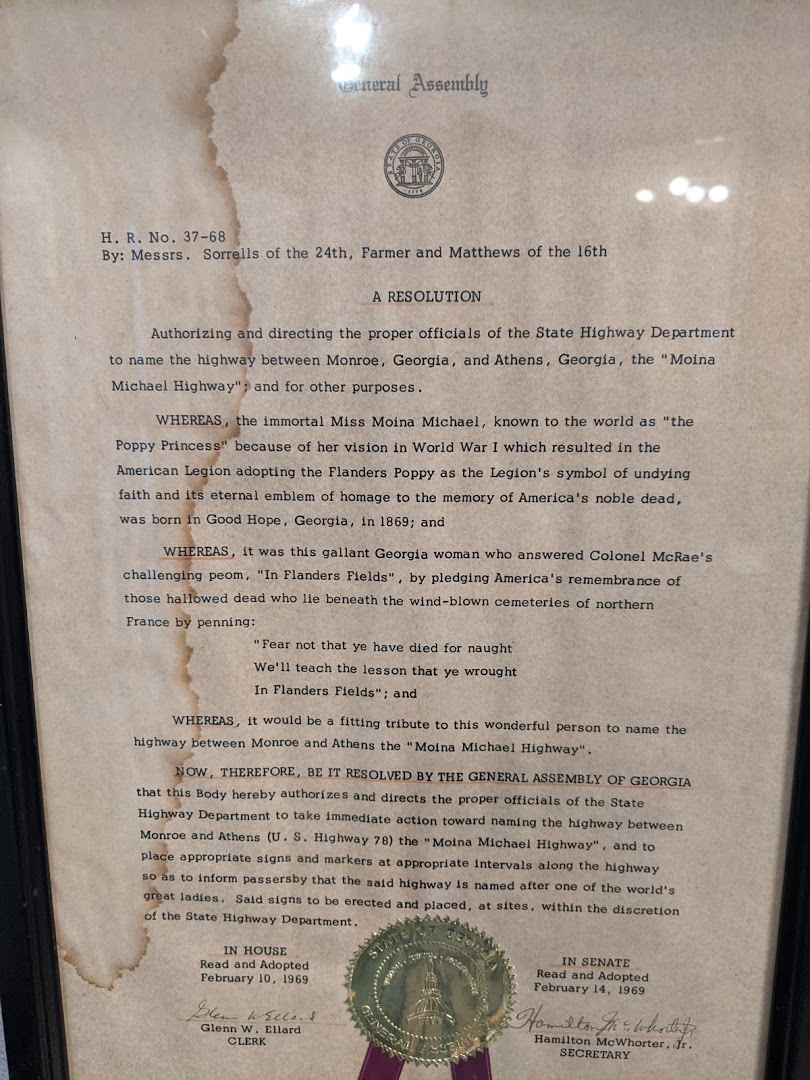 General Assembly
STATE OF GEORGIA
1776
H. R. No. 37-68
By: Messrs. Sorrells of the 24th, Farmer and Matthews of the 16th
A RESOLUTION
Authorizing and directing the proper officials of the State Highway Department
to name the highway between Monroe, Georgia, and Athens, Georgia, the "Moina
Michael Highway"; and for other purposes.
WHEREAS, the immortal Miss Moina Michael, known to the world as "the
Poppy Princess" because of her vision in World War I which resulted in the
American Legion adopting the Flanders Poppy as the Legion's symbol of undying
faith and its eternal emblem of homage to the memory of America's noble dead,
was born in Good Hope, Georgia, in 1869; and
WHEREAS, it was this gallant Georgia woman who answered Colonel McRae's
challenging peom, "In Flanders Fields", by pledging America's remembrance of
those hallowed dead who lie beneath the wind-blown cemeteries of northern
France by penning:
"Fear not that ye have died for naught
We'll teach the lesson that ye wrought
In Flanders Fields"; and
WHEREAS, it would be a fitting tribute to this wonderful person to name the
highway between Monroe and Athens the "Moina Michael Highway".
NOW, THEREFORE, BE IT RESOLVED BY THE GENERAL ASSEMBLY OF GEORGIA
that this Body hereby authorizes and directs the proper officials of the State
Highway Department to take immediate action toward naming the highway between
Monroe and Athens (U. S. Highway 78) the "Moina Michael Highway", and to
place appropriate signs and markers at appropriate intervals along the highway
so as to inform passersby that the said highway is named after one of the world's
great ladies. Said signs to be erected and placed, at sites, within the discretion
of the State Highway Department.
IN HOUSE
Read and Adopted
February 10, 1969
Glenn W Ellard
Glenn W. Ellard
CLERK
STATE OF GEORGIA
GENERAL ASSEMBLY
IN SENATE
Read and Adopted
February 14, 1969
Hamilton McWhorter, Jr.
Hamilton McWhorter, Jr.
SECRETARY